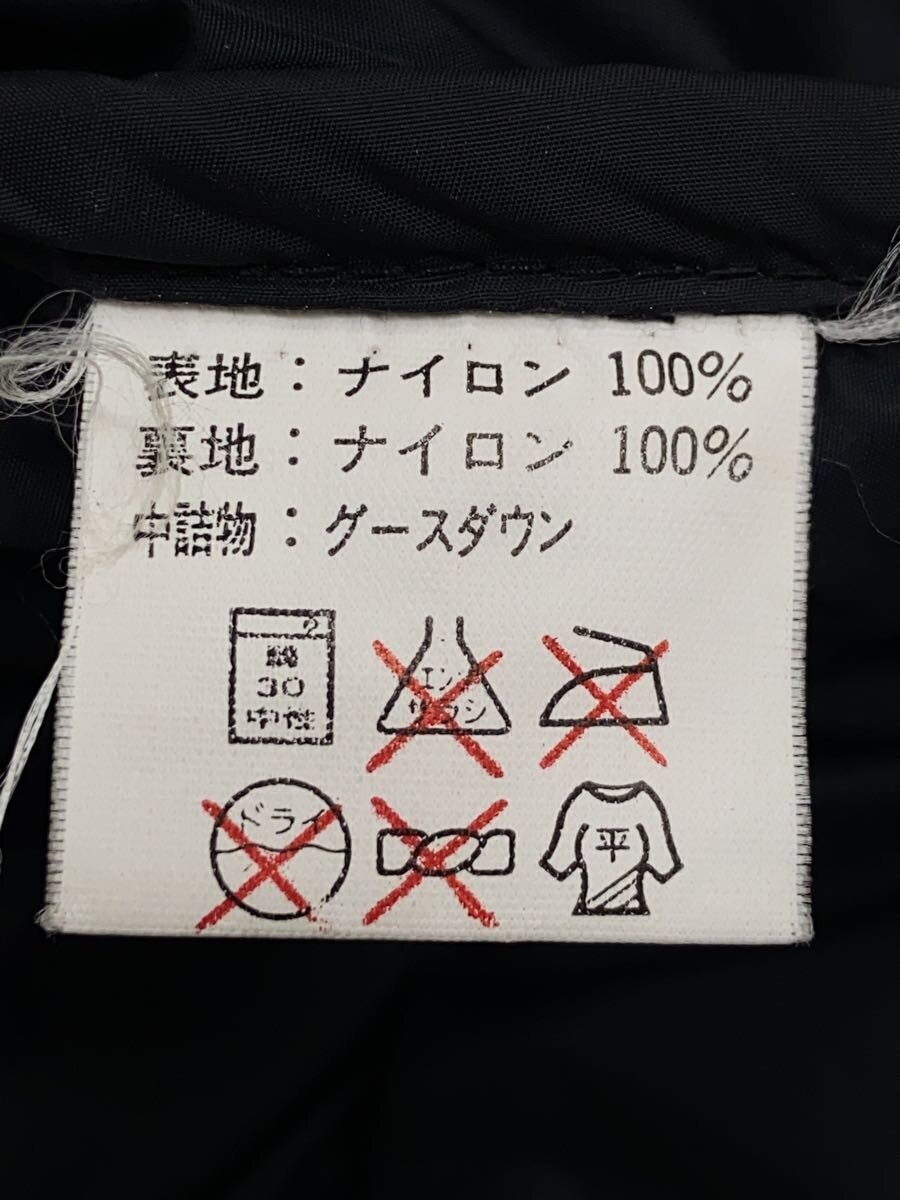 表地：ナイロン 100%
裏地：ナイロン 100%
中詰物：グースダウン
2
30
中性
エンソ
サラシ
ドライ
平